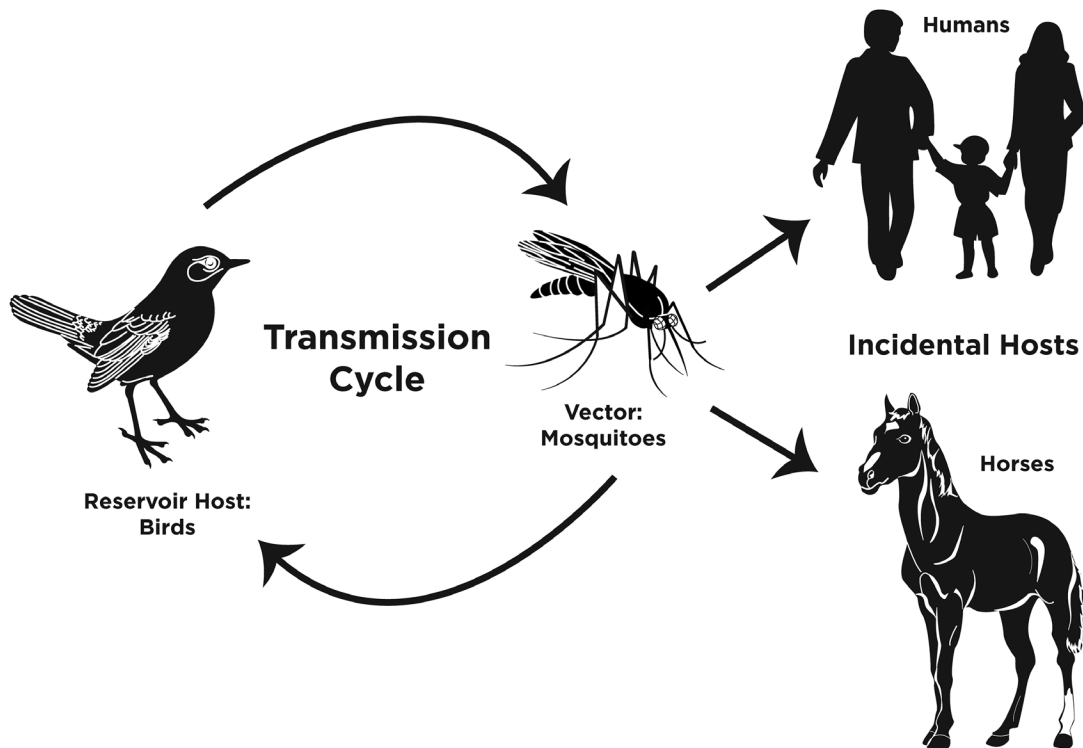 Humans
Transmission
Cycle
Incidental Hosts
Vector:
Mosquitoes
Horses
Reservoir Host:
Birds